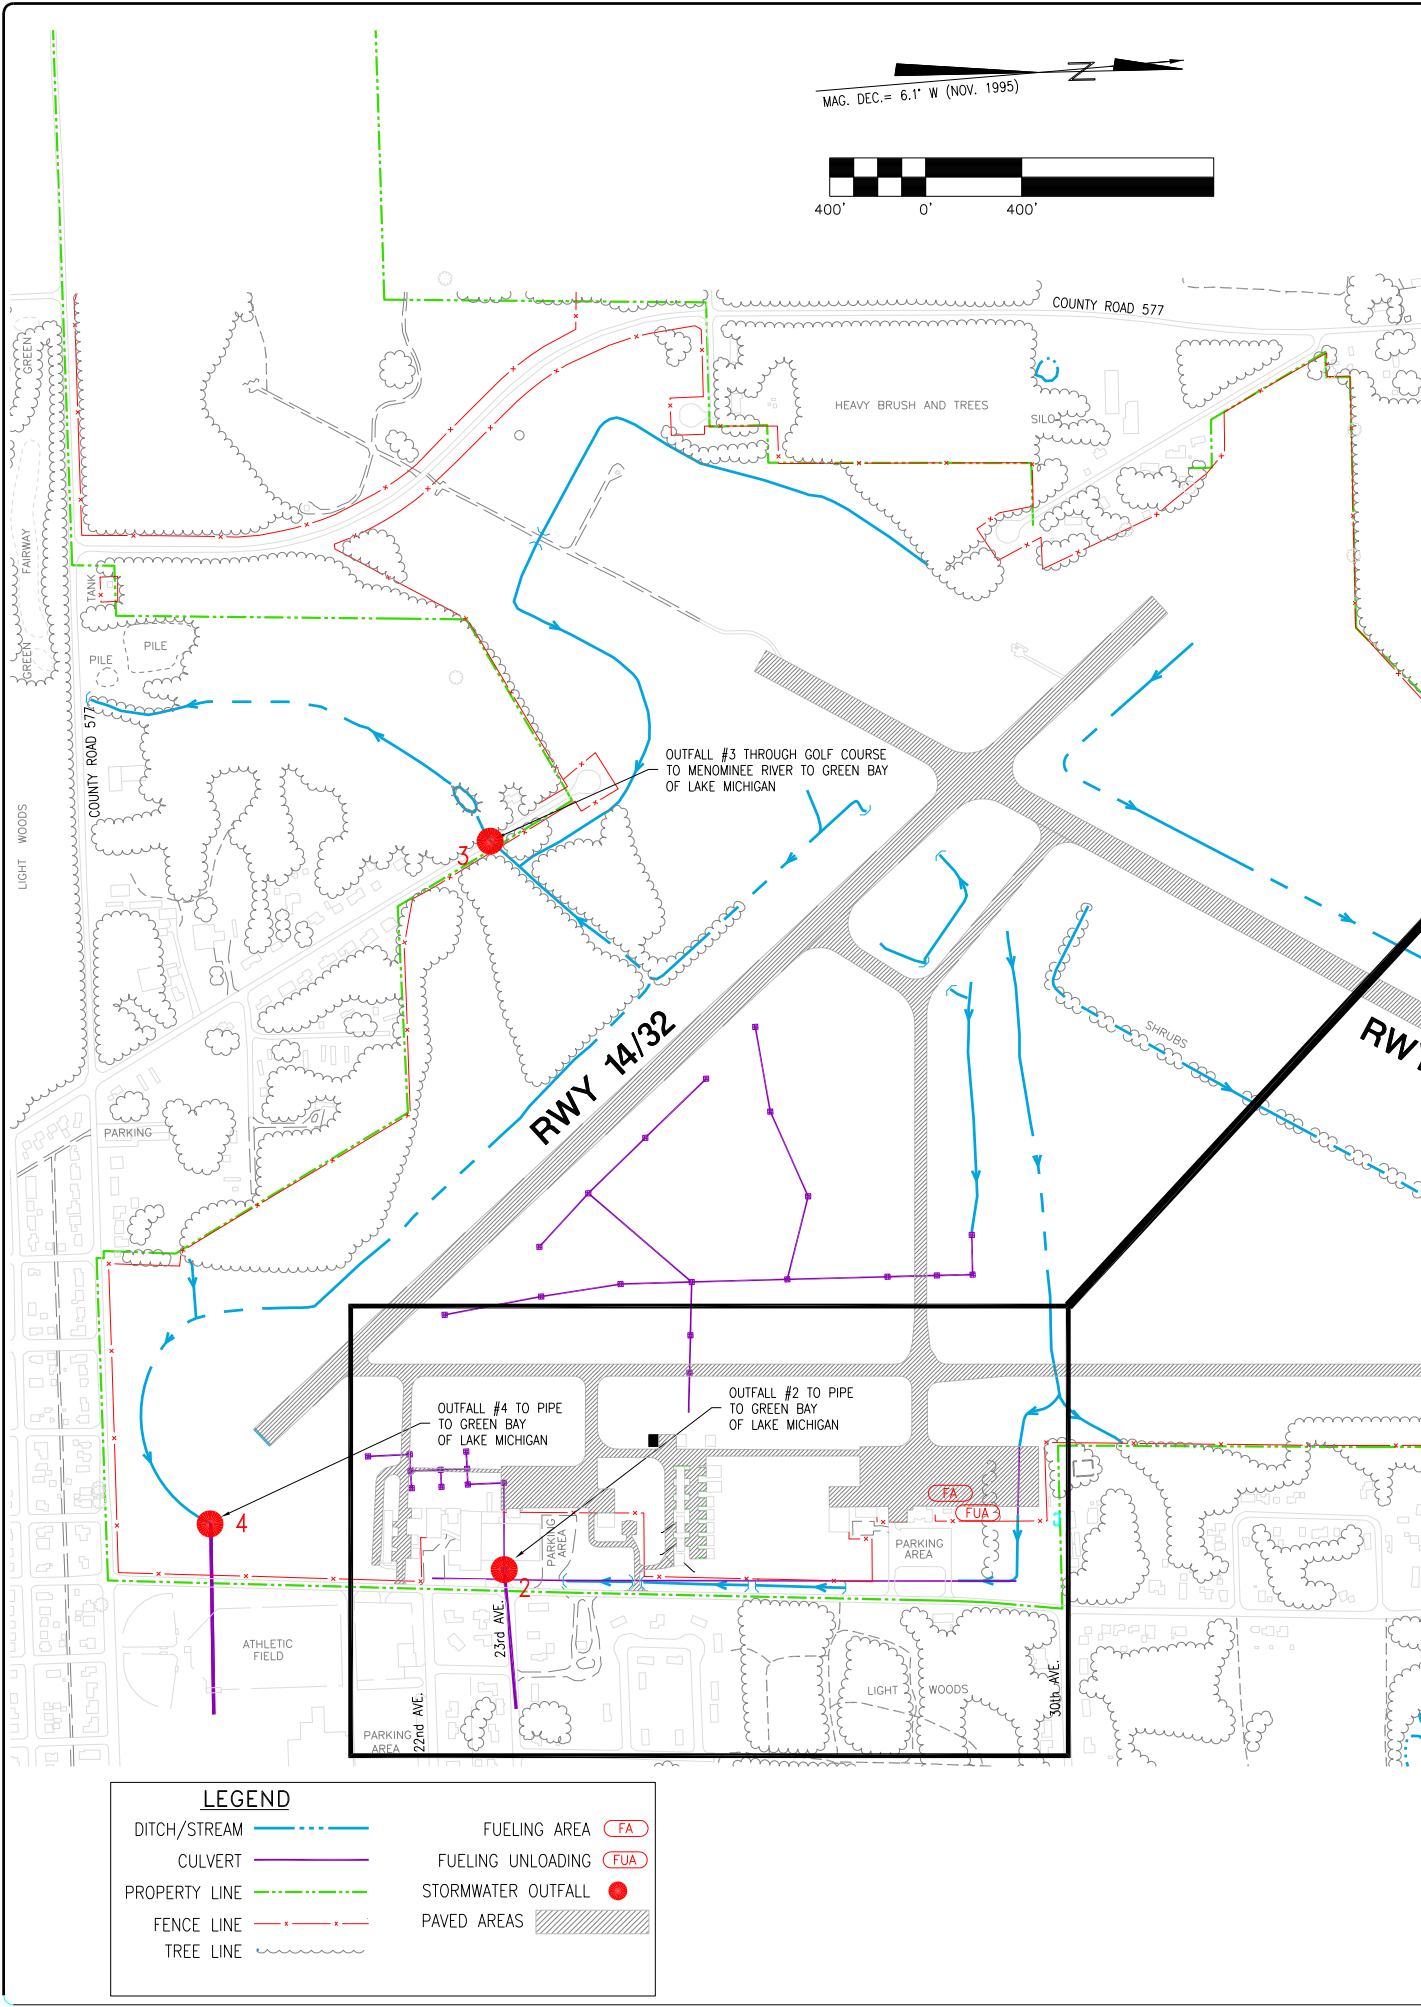 N
MAG. DEC.= 6.1° W (NOV. 1995)
400' 0' 400'
COUNTY ROAD 577
GREEN
HEAVY BRUSH AND TREES
SILO
FAIRWAY
TANK
GREEN
PILE
PILE
COUNTY ROAD 577
OUTFALL #3 THROUGH GOLF COURSE
TO MENOMINEE RIVER TO GREEN BAY
OF LAKE MICHIGAN
LIGHT WOODS
3
RWY 14/32
SHRUBS
RWY
PARKING
OUTFALL #4 TO PIPE
TO GREEN BAY
OF LAKE MICHIGAN
OUTFALL #2 TO PIPE
TO GREEN BAY
OF LAKE MICHIGAN
FA
FUA
4
PARKING
AREA
PARKING
AREA
2
23rd AVE.
ATHLETIC
FIELD
LIGHT WOODS
30th AVE.
22nd AVE.
PARKING
AREA
LEGEND
DITCH/STREAM
CULVERT
PROPERTY LINE
FENCE LINE
TREE LINE
FUELING AREA FA
FUELING UNLOADING FUA
STORMWATER OUTFALL
PAVED AREAS